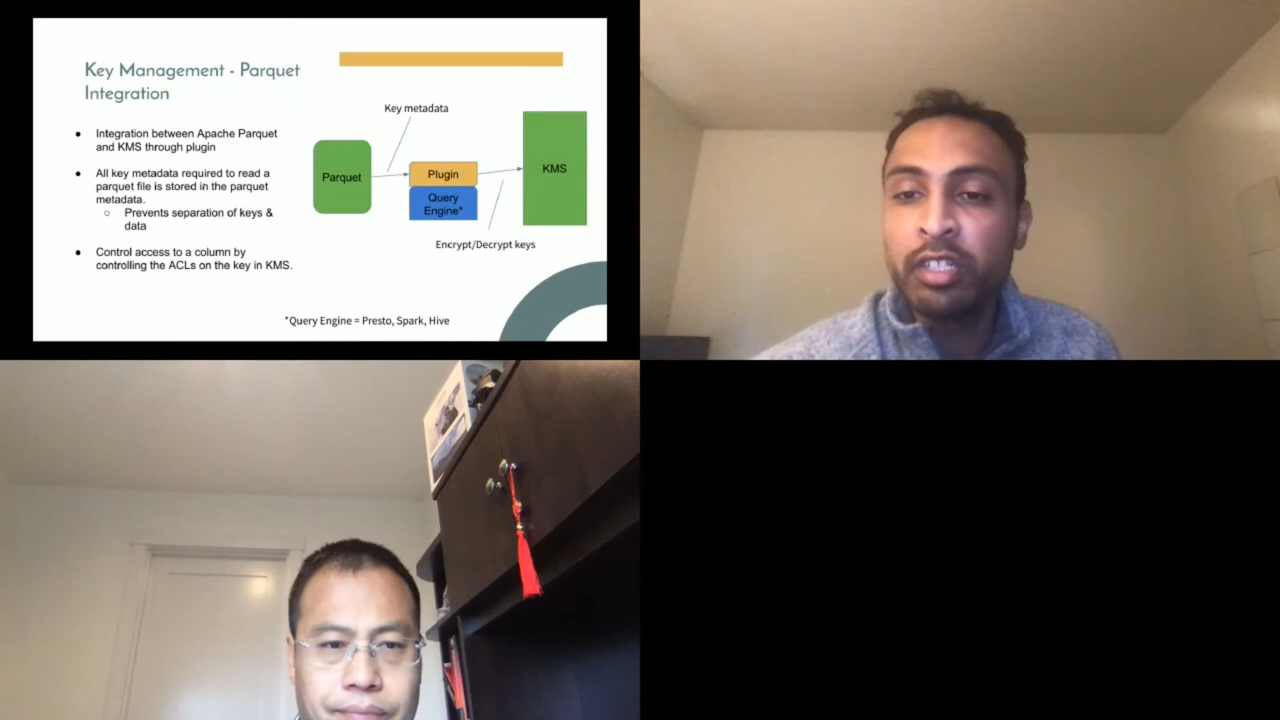 Key Management - Parquet
Integration
● Integration between Apache Parquet
and KMS through plugin
● All key metadata required to read a
parquet file is stored in the parquet
metadata.
○ Prevents separation of keys &
data
● Control access to a column by
controlling the ACLs on the key in KMS.
Key metadata
Parquet
Plugin
Query
Engine*
KMS
Encrypt/Decrypt keys
*Query Engine = Presto, Spark, Hive